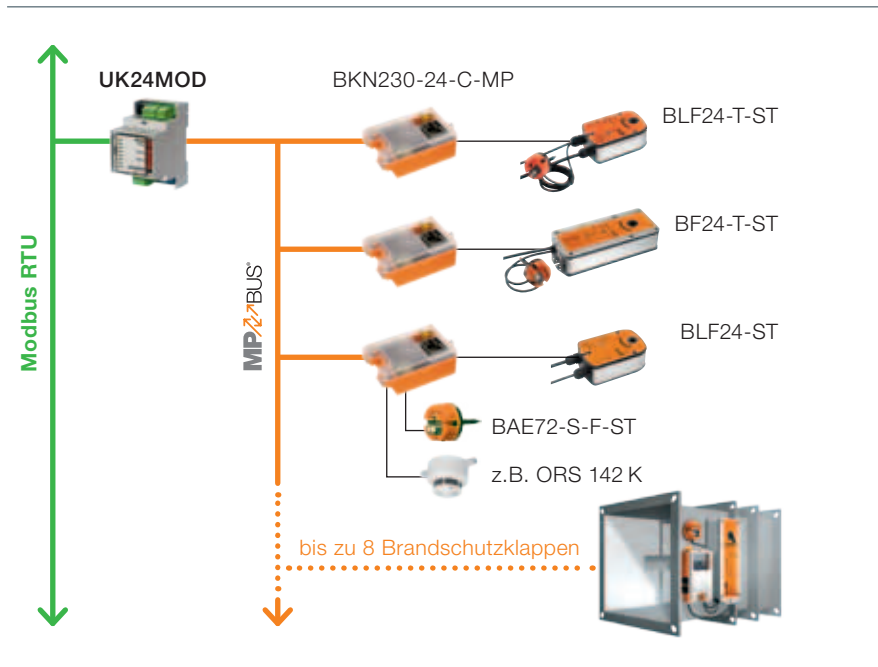 UK24MOD
BKN230-24-C-MP
BLF24-T-ST
BF24-T-ST
Modbus RTU
MP BUS®
BLF24-ST
BAE72-S-F-ST
z.B. ORS 142 K
bis zu 8 Brandschutzklappen